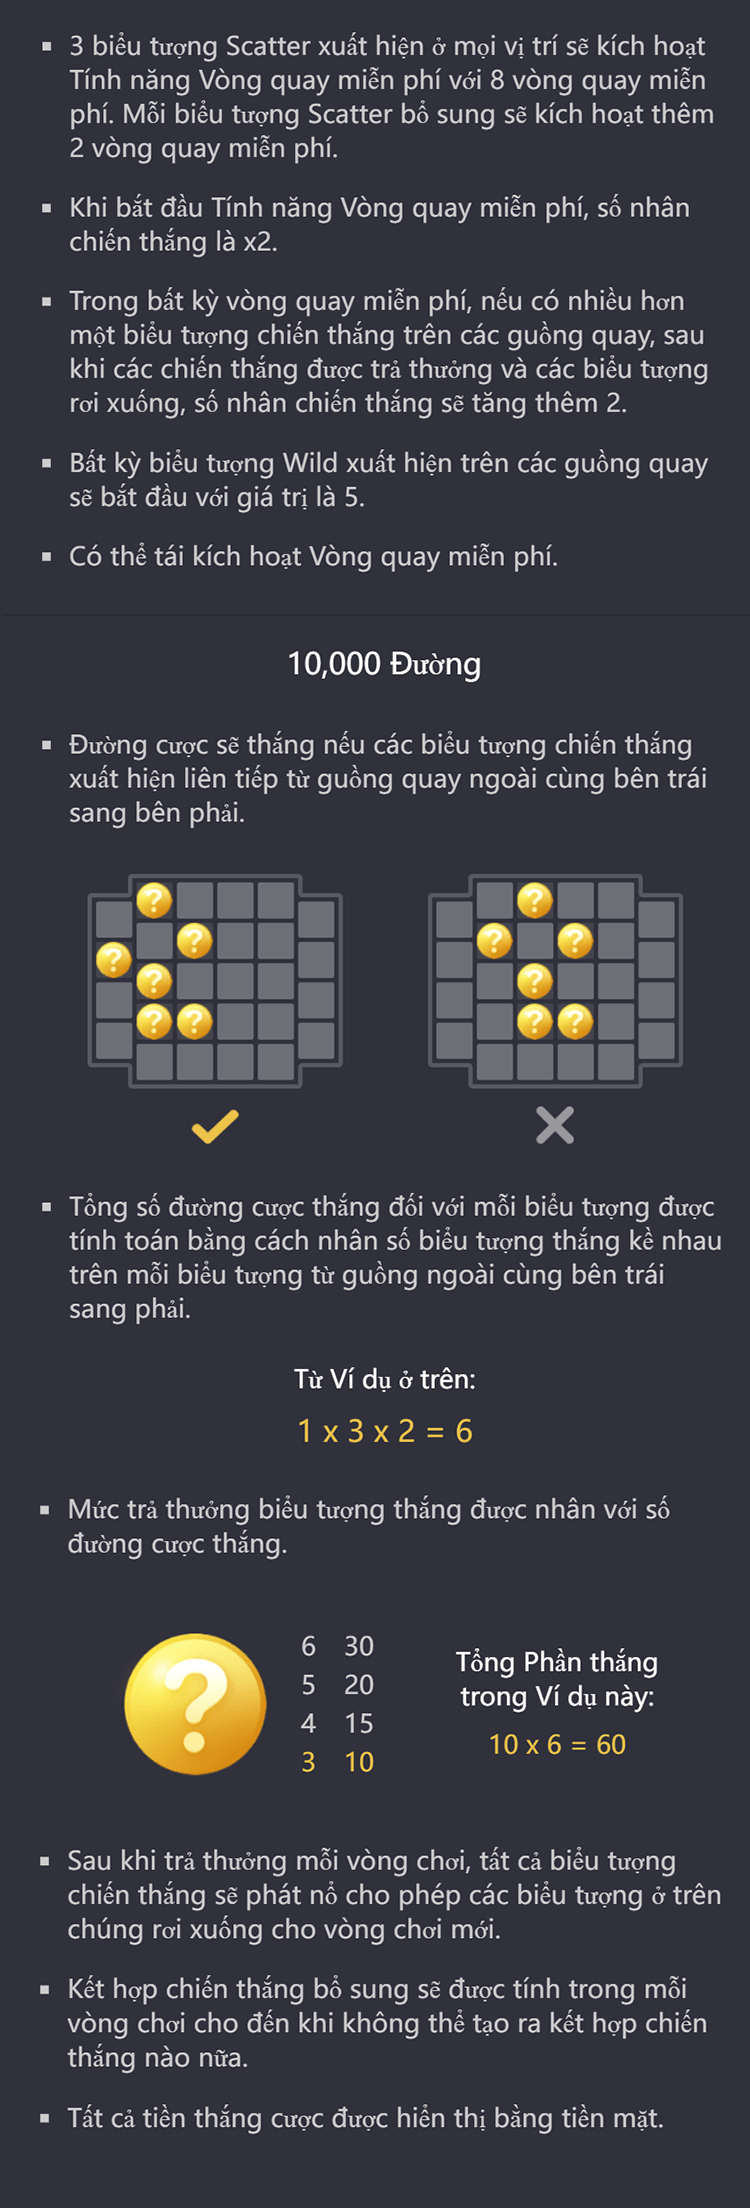 ▪ 3 biểu tượng Scatter xuất hiện ở mọi vị trí sẽ kích hoạt
Tính năng Vòng quay miễn phí với 8 vòng quay miễn
phí. Mỗi biểu tượng Scatter bổ sung sẽ kích hoạt thêm
2 vòng quay miễn phí.
▪ Khi bắt đầu Tính năng Vòng quay miễn phí, số nhân
chiến thắng là x2.
▪ Trong bất kỳ vòng quay miễn phí, nếu có nhiều hơn
một biểu tượng chiến thắng trên các guồng quay, sau
khi các chiến thắng được trả thưởng và các biểu tượng
rơi xuống, số nhân chiến thắng sẽ tăng thêm 2.
▪ Bất kỳ biểu tượng Wild xuất hiện trên các guồng quay
sẽ bắt đầu với giá trị là 5.
▪ Có thể tái kích hoạt Vòng quay miễn phí.
10,000 Đường
▪ Đường cược sẽ thắng nếu các biểu tượng chiến thắng
xuất hiện liên tiếp từ guồng quay ngoài cùng bên trái
sang bên phải.
? ?
? ? ? ?
?
? ?
? ? ? ?
▪ Tổng số đường cược thắng đối với mỗi biểu tượng được
tính toán bằng cách nhân số biểu tượng thắng kề nhau
trên mỗi biểu tượng từ guồng ngoài cùng bên trái
sang phải.
Từ Ví dụ ở trên:
1 x 3 x 2 = 6
▪ Mức trả thưởng biểu tượng thắng được nhân với số
đường cược thắng.
?
6 30
5 20
4 15
3 10
Tổng Phần thắng
trong Ví dụ này:
10 x 6 = 60
▪ Sau khi trả thưởng mỗi vòng chơi, tất cả biểu tượng
chiến thắng sẽ phát nổ cho phép các biểu tượng ở trên
chúng rơi xuống cho vòng chơi mới.
▪ Kết hợp chiến thắng bổ sung sẽ được tính trong mỗi
vòng chơi cho đến khi không thể tạo ra kết hợp chiến
thắng nào nữa.
▪ Tất cả tiền thắng cược được hiển thị bằng tiền mặt.